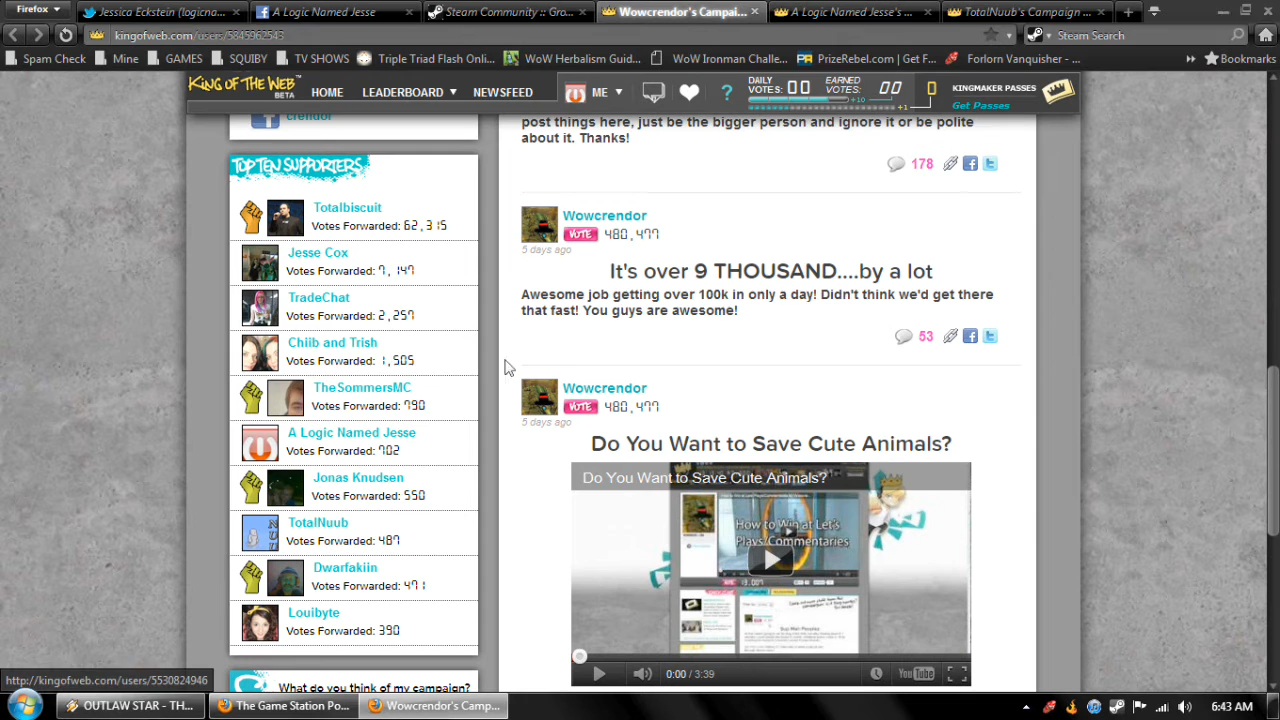 Firefox
Jessica Eckstein (logicna...
A Logic Named Jesse
Steam Community :: Gro...
Wowcrendor's Campai...
A Logic Named Jesse's ...
TotalNuub's Campaign ...
kingofweb.com/users/5845962543
Steam Search
Spam Check
Mine
GAMES
SQUIBY
TV SHOWS
Triple Triad Flash Onli...
WoW Herbalism Guid...
WoW Ironman Challe...
PrizeRebel.com | Get F...
Forlorn Vanquisher - ...
Bookmarks
KING OF THE WEB™
BETA
HOME
LEADERBOARD
NEWSFEED
ME
?
DAILY VOTES: 00
+10
EARNED VOTES: 00
+1
0
KINGMAKER PASSES
Get Passes
crendor
TOP TEN SUPPORTERS
Totalbiscuit
Votes Forwarded: 62,315
Jesse Cox
Votes Forwarded: 7,147
TradeChat
Votes Forwarded: 2,257
Chiib and Trish
Votes Forwarded: 1,505
TheSommersMC
Votes Forwarded: 790
A Logic Named Jesse
Votes Forwarded: 702
Jonas Knudsen
Votes Forwarded: 550
TotalNuub
Votes Forwarded: 487
Dwarfakiin
Votes Forwarded: 471
Louibyte
Votes Forwarded: 390
What do you think of my campaign?
post things here, just be the bigger person and ignore it or be polite
about it. Thanks!
178
Wowcrendor
VOTE 480,477
5 days ago
It's over 9 THOUSAND....by a lot
Awesome job getting over 100k in only a day! Didn't think we'd get there
that fast! You guys are awesome!
53
Wowcrendor
VOTE 480,477
5 days ago
Do You Want to Save Cute Animals?
Do You Want to Save Cute Animals?
How to Win at Let's
Plays/Commentaries
0:00 / 3:39
YouTube
http://kingofweb.com/users/5530824946
OUTLAW STAR - TH...
The Game Station Po...
Wowcrendor's Camp...
6:43 AM